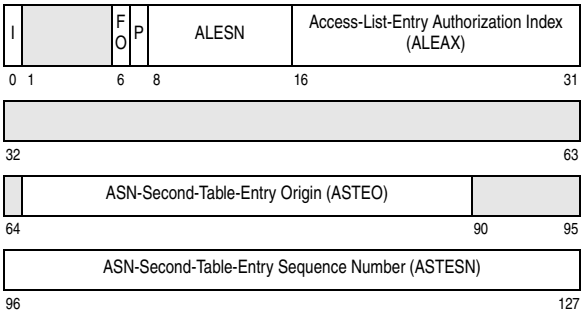 I FO P ALESN Access-List-Entry Authorization Index
(ALEAX)
0 1 6 8 16 31
32 63
ASN-Second-Table-Entry Origin (ASTEO)
64 90 95
ASN-Second-Table-Entry Sequence Number (ASTESN)
96 127